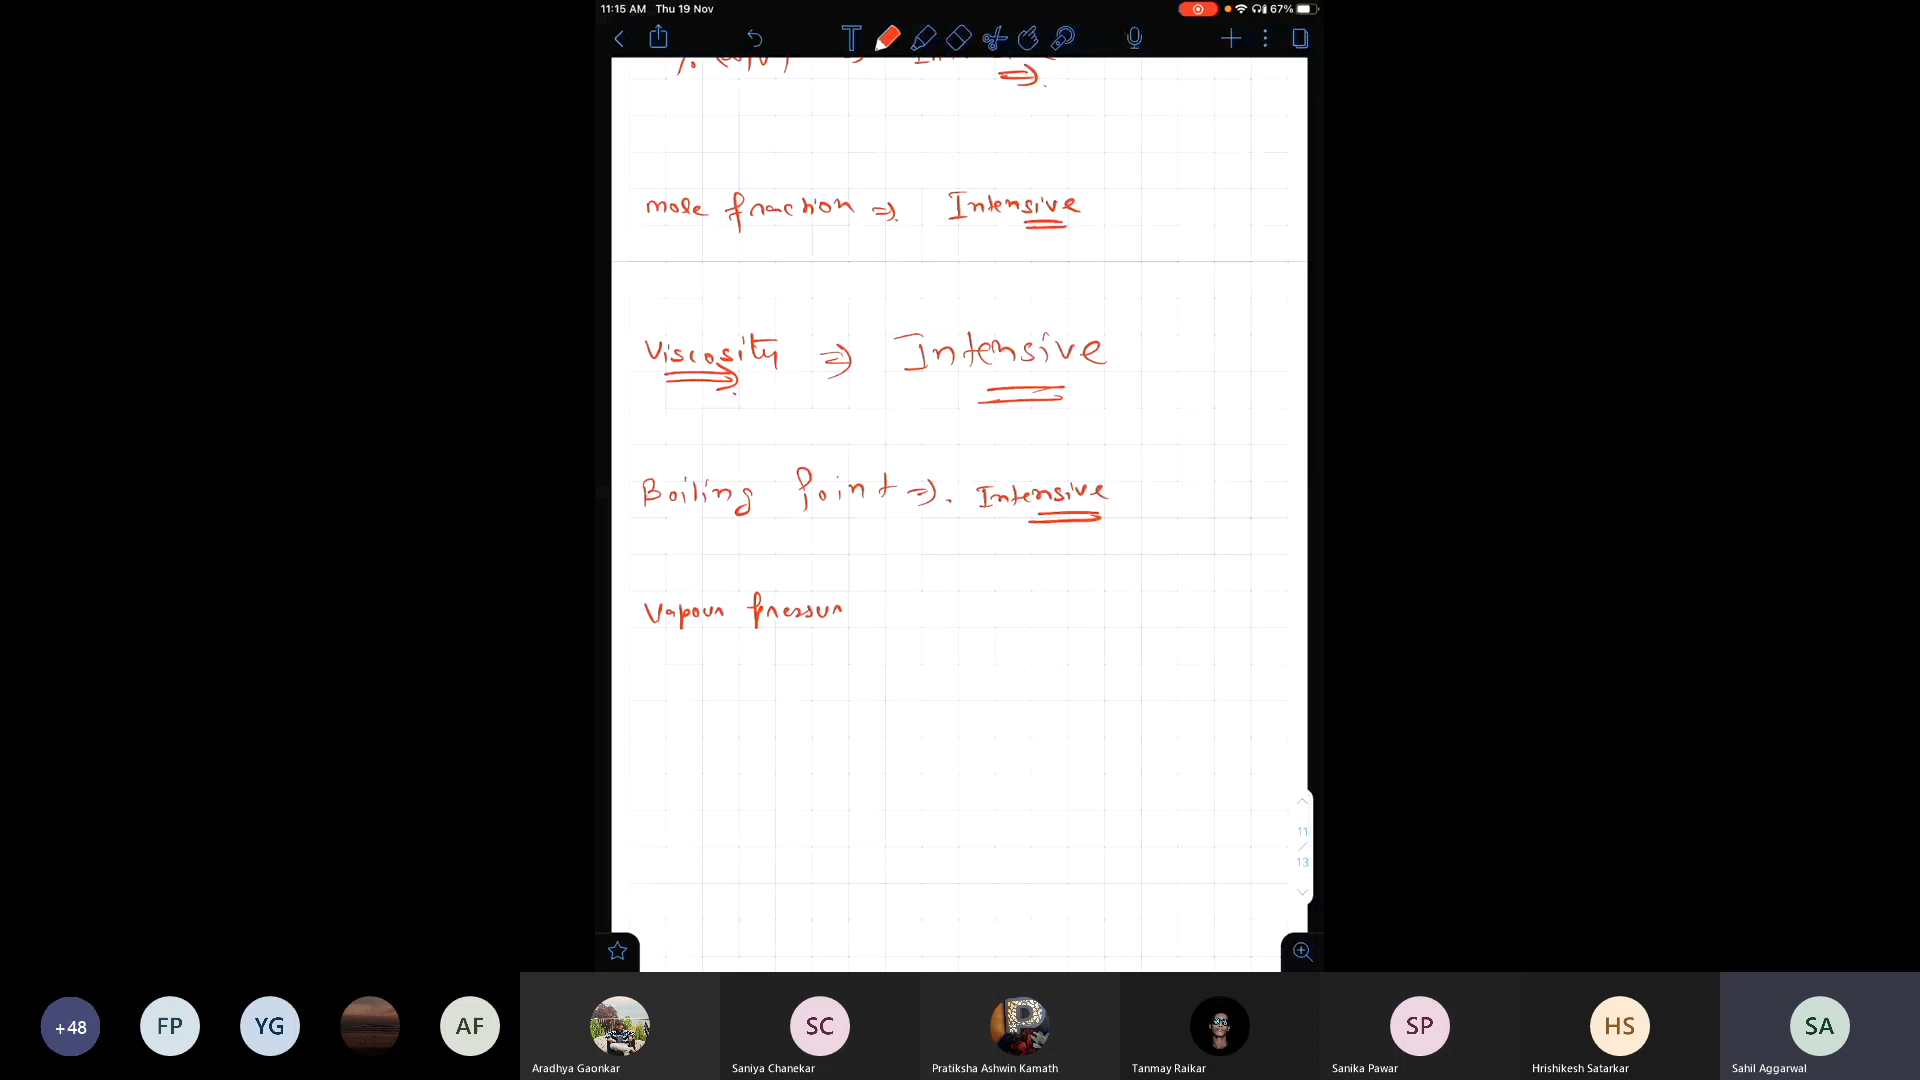 11:15 AM Thu 19 Nov
67%
% (w/v) ⇒
mole fraction ⇒ Intensive
Viscosity ⇒ Intensive
Boiling point ⇒ Intensive
Vapour pressur
11
/
13
+48
FP
YG
AF
SC
SP
HS
SA
Aradhya Gaonkar
Saniya Chanekar
Pratiksha Ashwin Kamath
Tanmay Raikar
Sanika Pawar
Hrishikesh Satarkar
Sahil Aggarwal